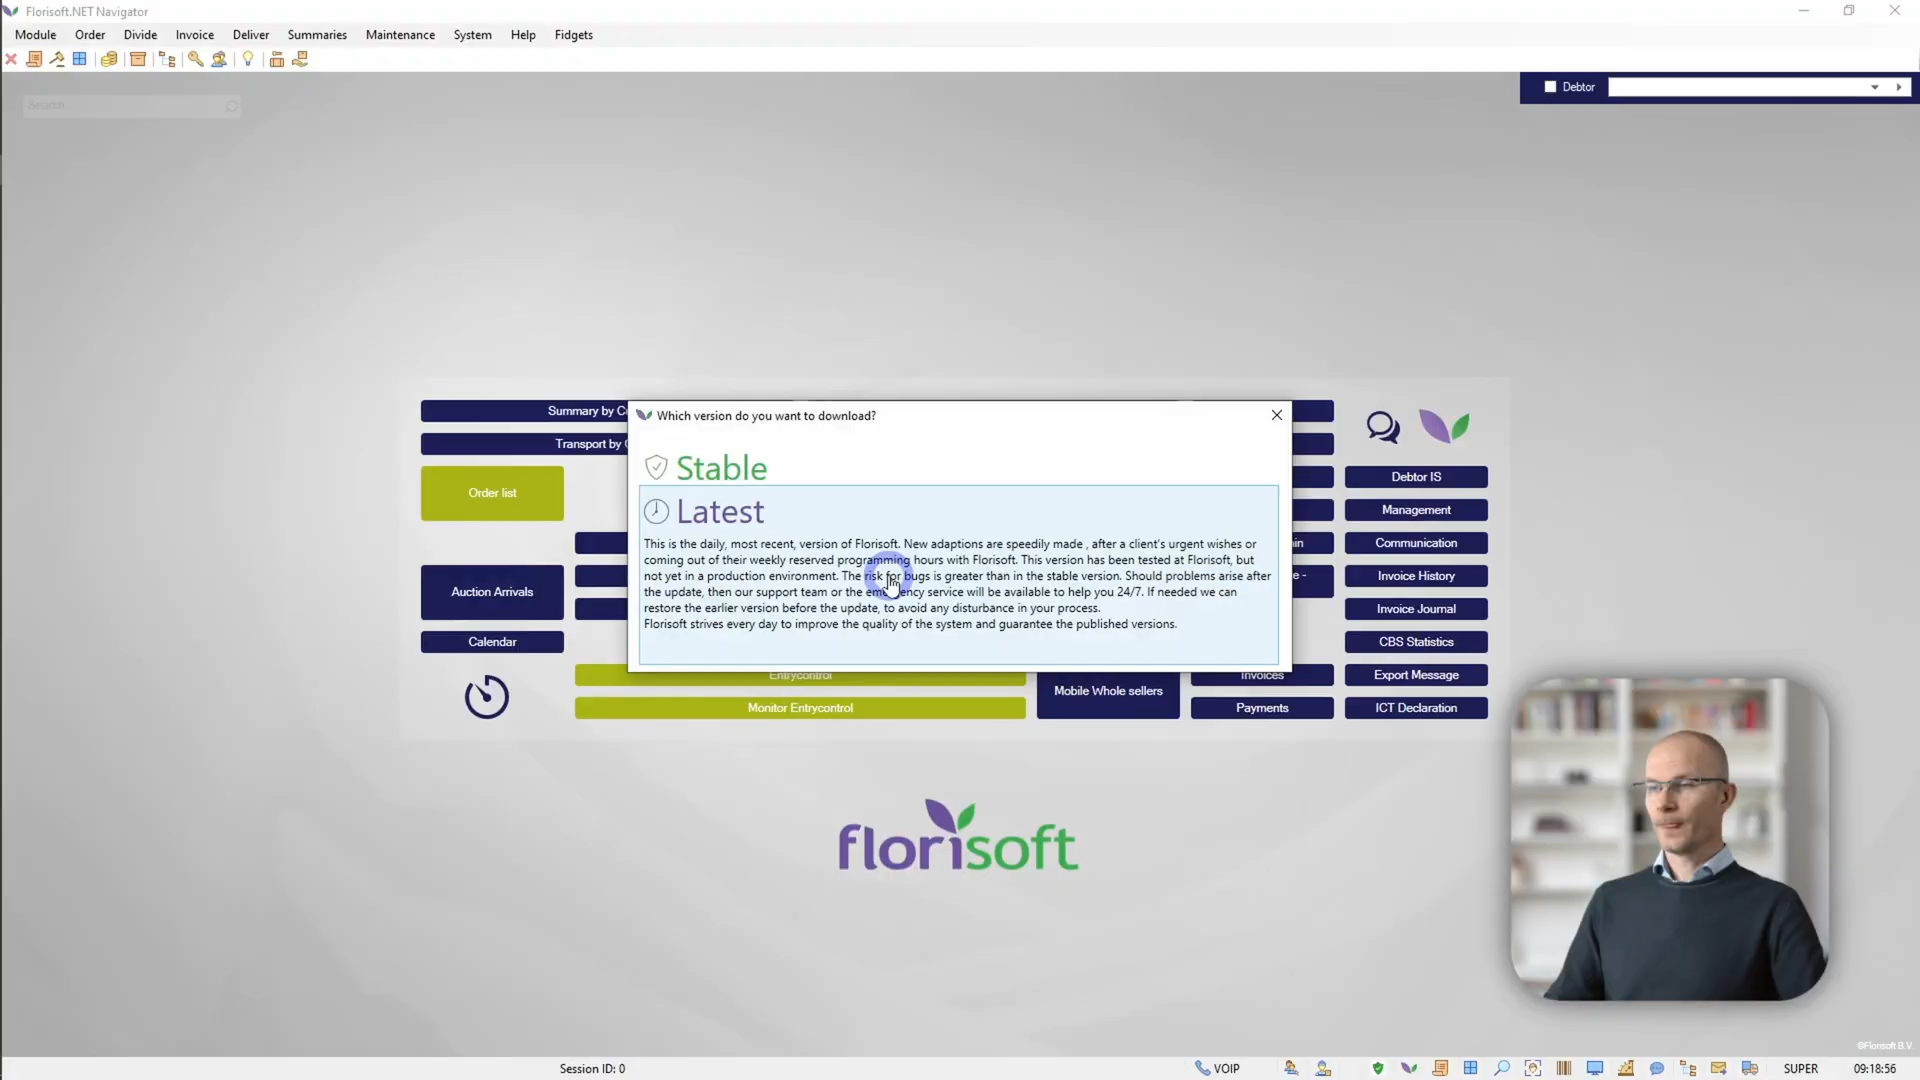 Florisoft.NET Navigator
Module Order Divide Invoice Deliver Summaries Maintenance System Help Fidgets
Search
Debtor
Which version do you want to download?
Stable
Latest
This is the daily, most recent, version of Florisoft. New adaptions are speedily made , after a client's urgent wishes or
coming out of their weekly reserved programming hours with Florisoft. This version has been tested at Florisoft, but
not yet in a production environment. The risk for bugs is greater than in the stable version. Should problems arise after
the update, then our support team or the emergency service will be available to help you 24/7. If needed we can
restore the earlier version before the update, to avoid any disturbance in your process.
Florisoft strives every day to improve the quality of the system and guarantee the published versions.
Summary by C
Transport by
Order list
Auction Arrivals
Calendar
Entrycontrol
Monitor Entrycontrol
Mobile Whole sellers
Invoices
Payments
Debtor IS
Management
Communication
Invoice History
Invoice Journal
CBS Statistics
Export Message
ICT Declaration
florisoft
©Florisoft B.V.
Session ID: 0
VOIP
SUPER
09:18:56